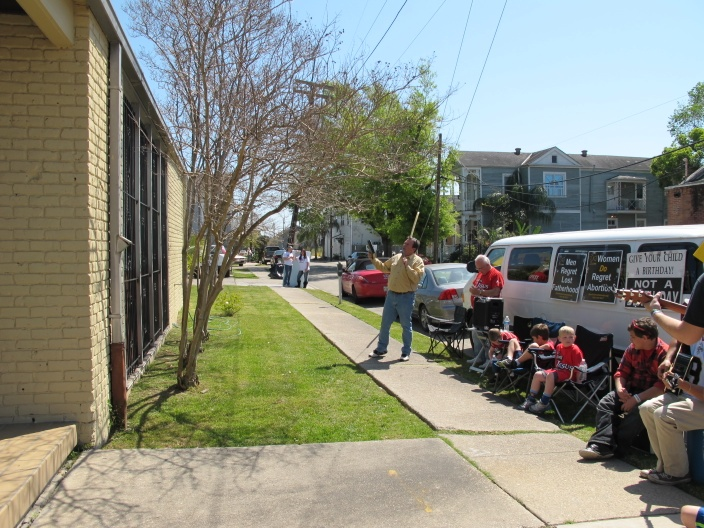 Men
Regret
Lost
Fatherhood
Women
Do
Regret
Abortion
GIVE YOUR CHILD
A BIRTHDAY!
NOT A